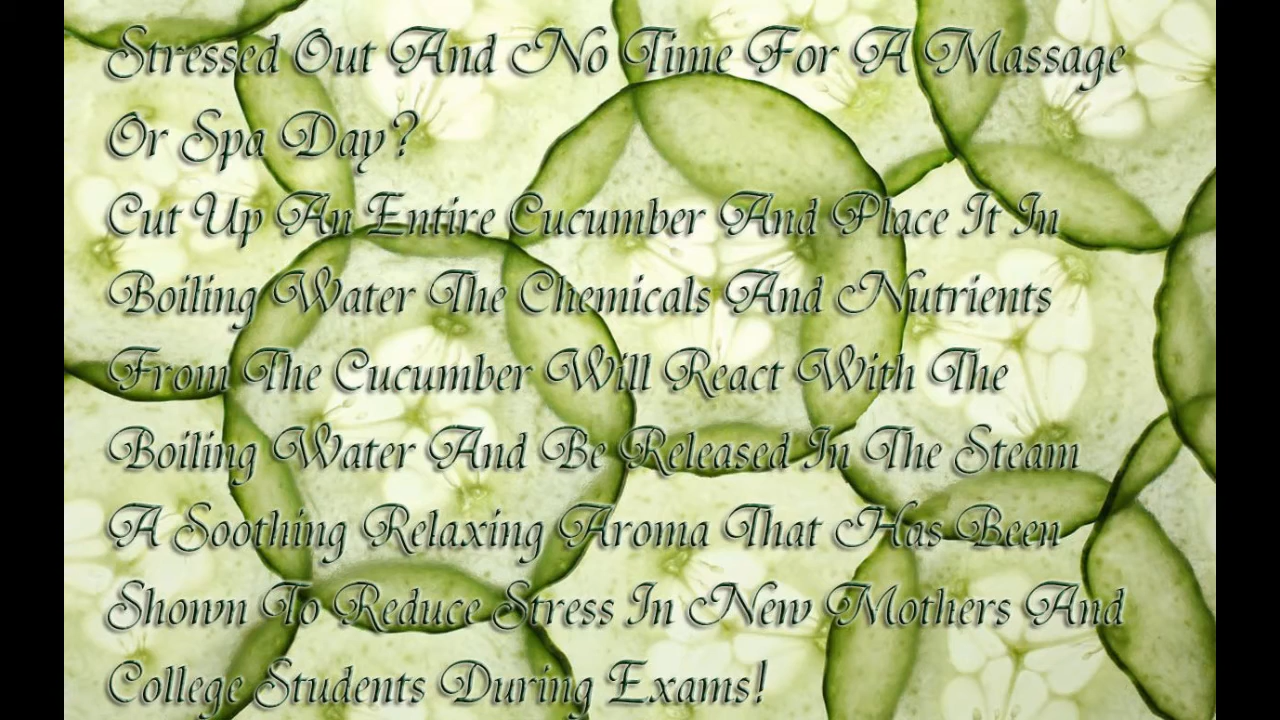 Stressed Out And No Time For A Massage
Or Spa Day?
Cut Up An Entire Cucumber And Place It In
Boiling Water The Chemicals And Nutrients
From The Cucumber Will React With The
Boiling Water And Be Released In The Steam
A Soothing Relaxing Aroma That Has Been
Shown To Reduce Stress In New Mothers And
College Students During Exams!